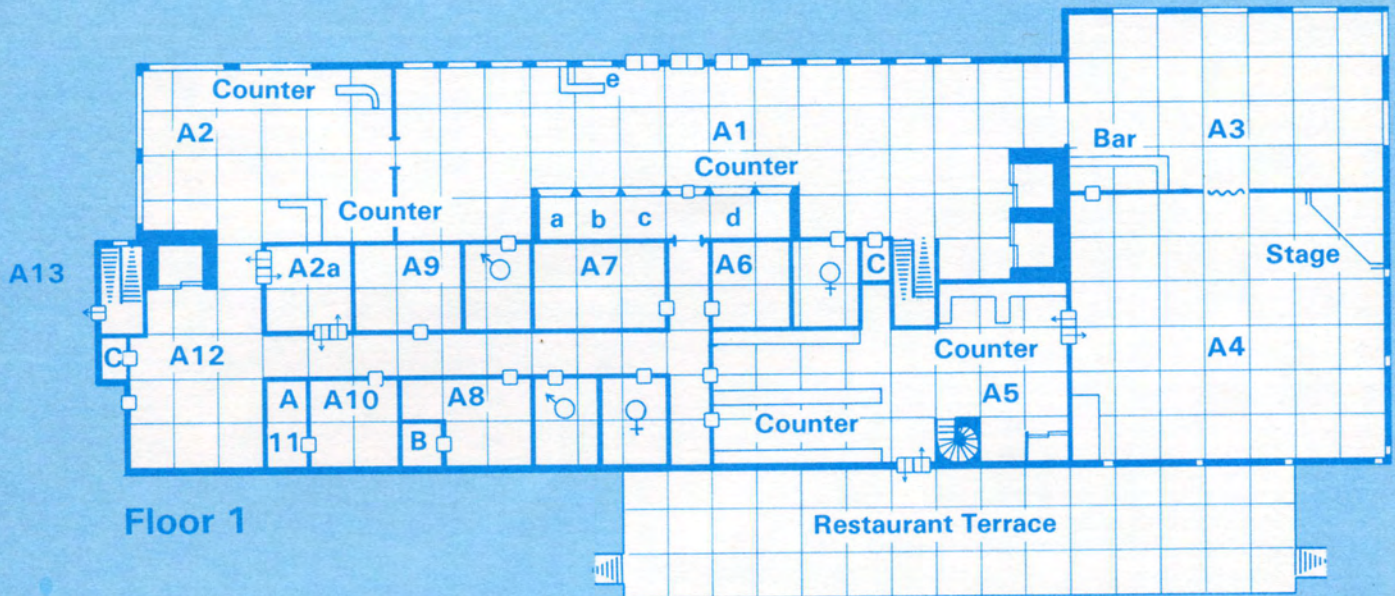 Counter
e
A2
A1
Bar
A3
Counter
Counter
a b c d
A13
A2a
A9
A7
A6
C
Stage
C
A12
Counter
A4
A
11
A10
A8
B
A5
Counter
Floor 1
Restaurant Terrace